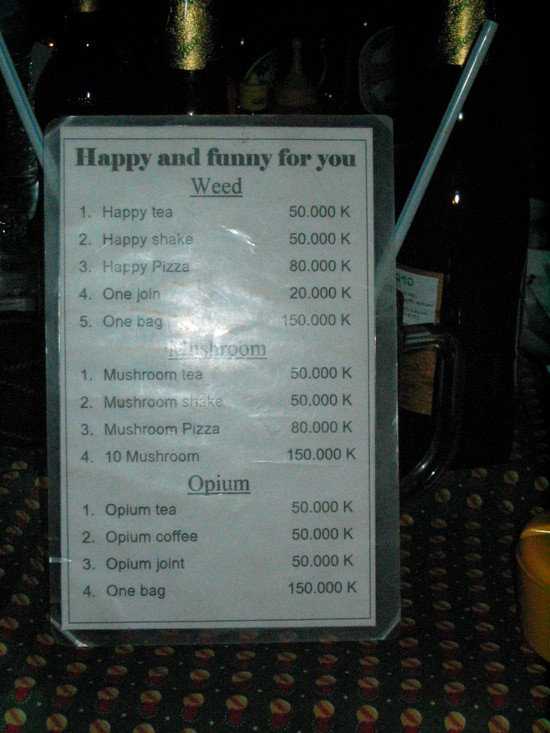 Happy and funny for you
Weed
1. Happy tea 50.000 K
2. Happy shake 50.000 K
3. Happy Pizza 80.000 K
4. One join 20.000 K
5. One bag 150.000 K
Mushroom
1. Mushroom tea 50.000 K
2. Mushroom shake 50.000 K
3. Mushroom Pizza 80.000 K
4. 10 Mushroom 150.000 K
Opium
1. Opium tea 50.000 K
2. Opium coffee 50.000 K
3. Opium joint 50.000 K
4. One bag 150.000 K